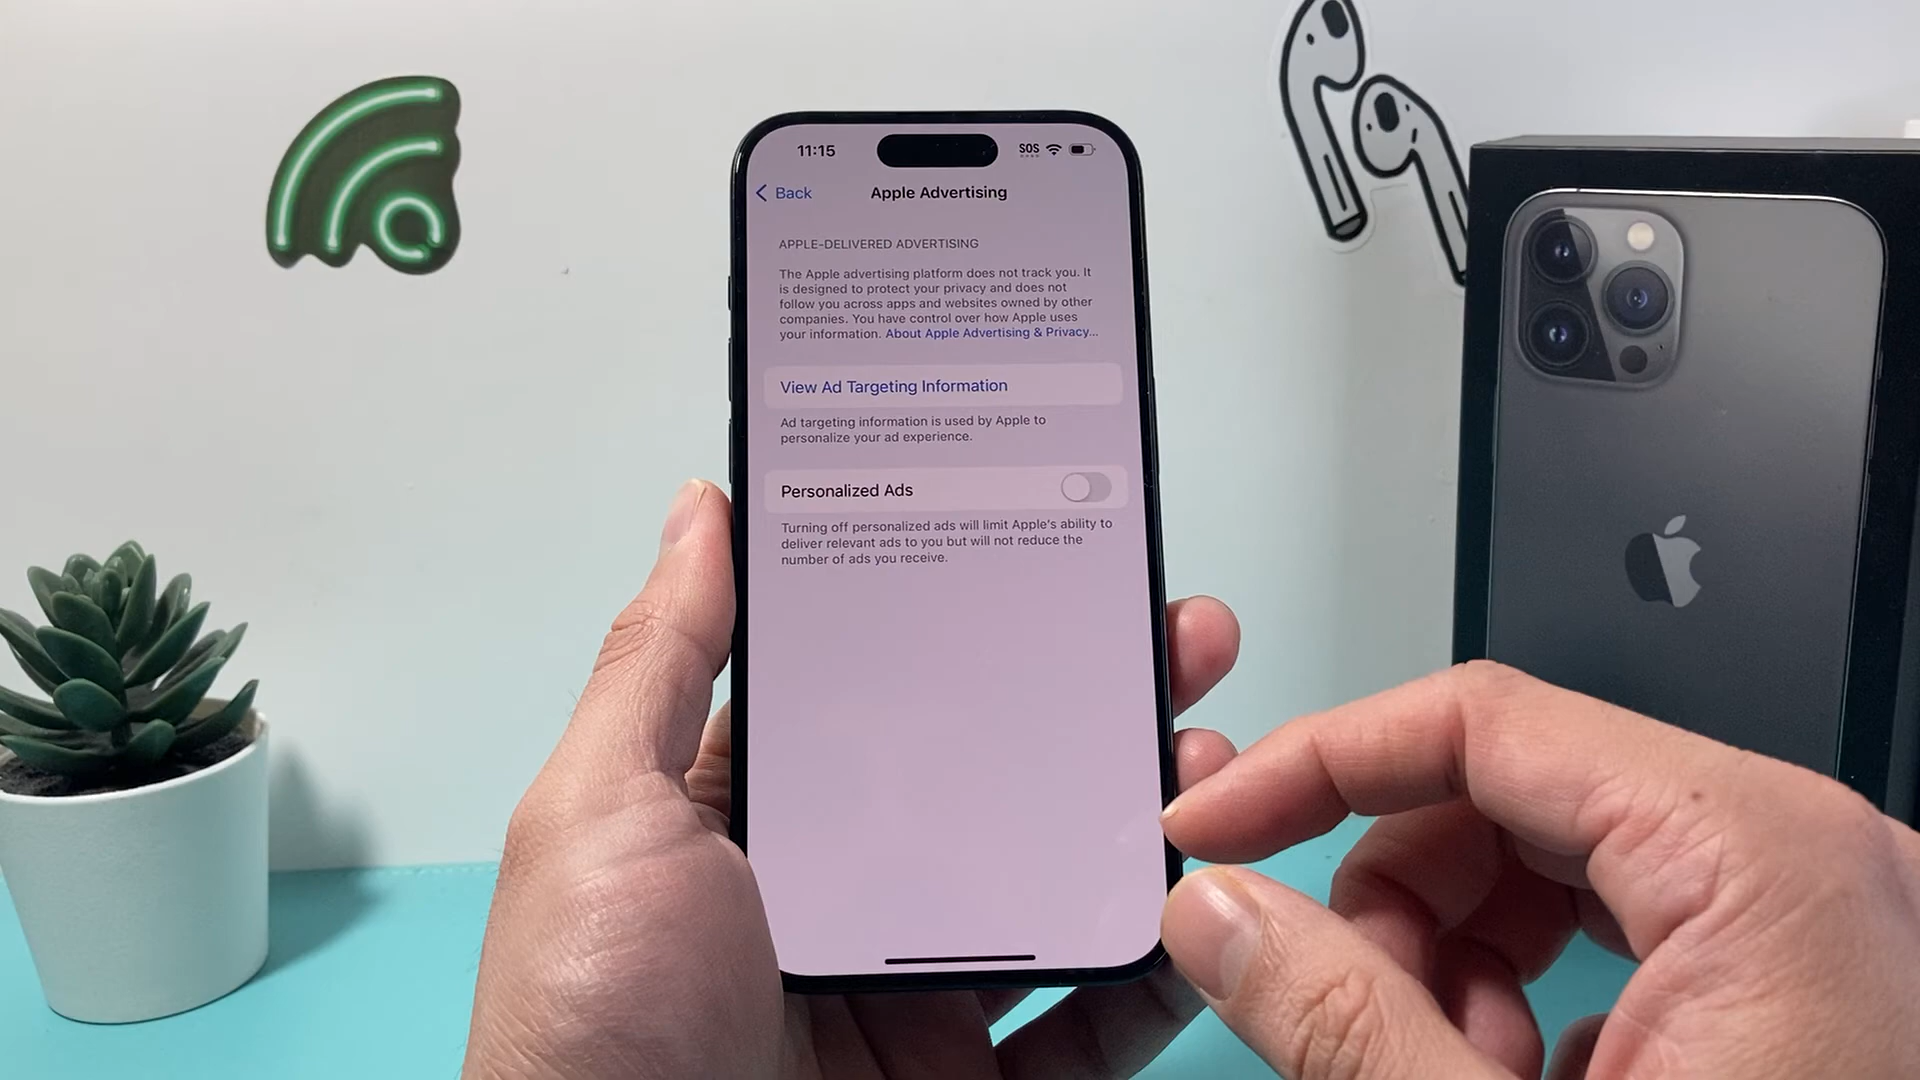 11:15 SOS
Back Apple Advertising
APPLE-DELIVERED ADVERTISING
The Apple advertising platform does not track you. It
is designed to protect your privacy and does not
follow you across apps and websites owned by other
companies. You have control over how Apple uses
your information. About Apple Advertising & Privacy...
View Ad Targeting Information
Ad targeting information is used by Apple to
personalize your ad experience.
Personalized Ads
Turning off personalized ads will limit Apple's ability to
deliver relevant ads to you but will not reduce the
number of ads you receive.